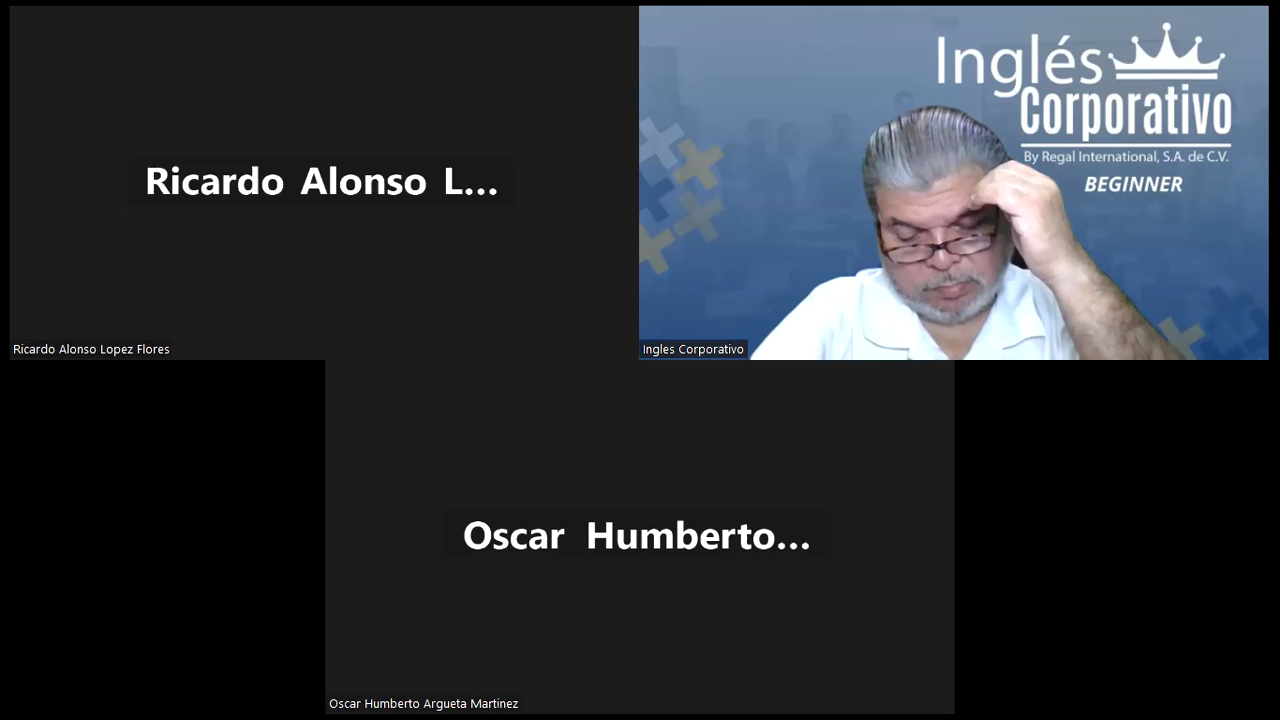 Ricardo Alonso L...
Ricardo Alonso Lopez Flores
Inglés
Corporativo
By Regal International, S.A. de C.V.
BEGINNER
Ingles Corporativo
Oscar Humberto...
Oscar Humberto Argueta Martinez